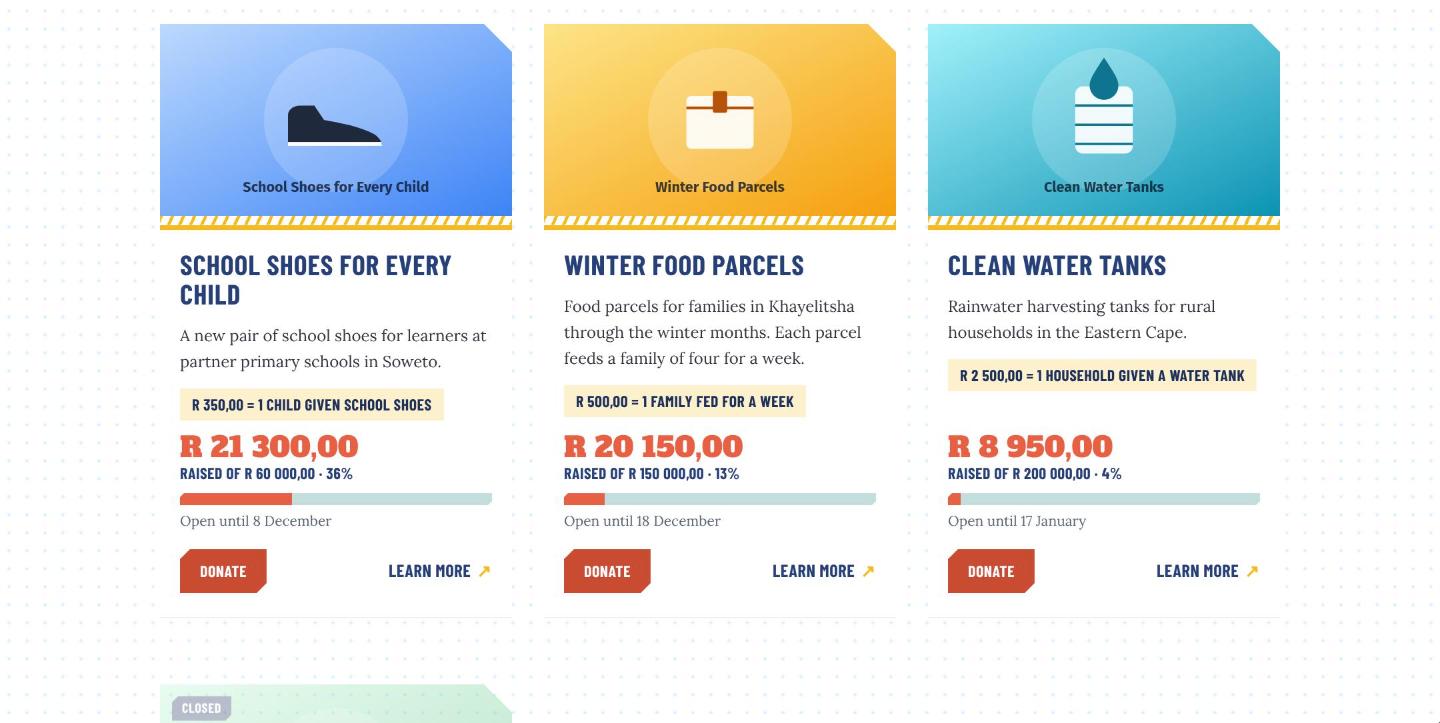 School Shoes for Every Child
SCHOOL SHOES FOR EVERY
CHILD
A new pair of school shoes for learners at
partner primary schools in Soweto.
R 350,00 = 1 CHILD GIVEN SCHOOL SHOES
R 21 300,00
RAISED OF R 60 000,00 · 36%
Open until 8 December
DONATE
LEARN MORE ↗
Winter Food Parcels
WINTER FOOD PARCELS
Food parcels for families in Khayelitsha
through the winter months. Each parcel
feeds a family of four for a week.
R 500,00 = 1 FAMILY FED FOR A WEEK
R 20 150,00
RAISED OF R 150 000,00 · 13%
Open until 18 December
DONATE
LEARN MORE ↗
Clean Water Tanks
CLEAN WATER TANKS
Rainwater harvesting tanks for rural
households in the Eastern Cape.
R 2 500,00 = 1 HOUSEHOLD GIVEN A WATER TANK
R 8 950,00
RAISED OF R 200 000,00 · 4%
Open until 17 January
DONATE
LEARN MORE ↗
CLOSED